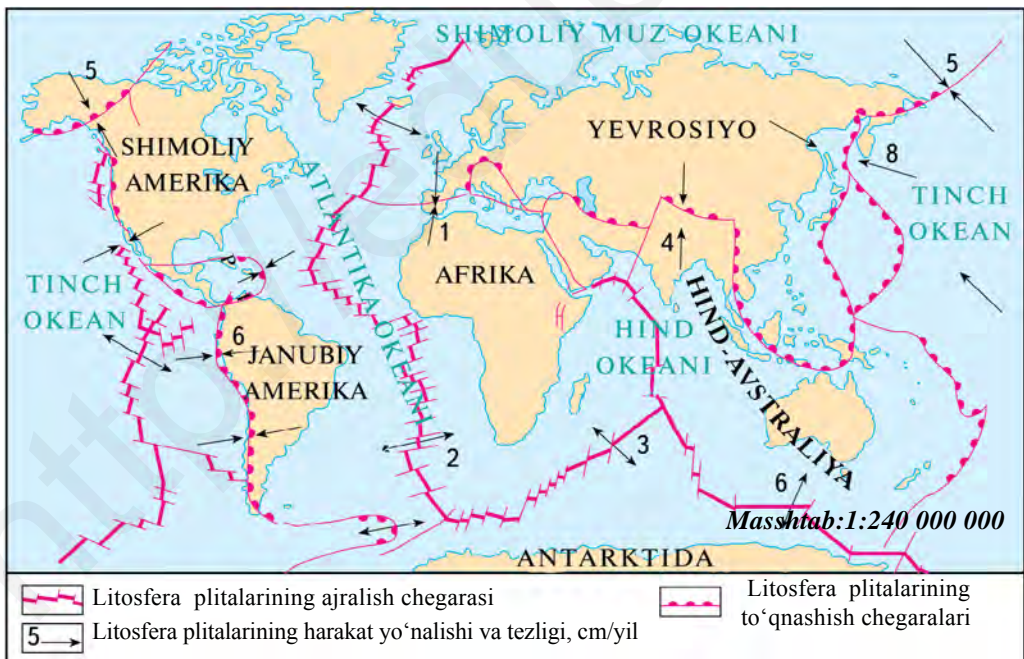 SHIMOLIY MUZ OKEANI
5
5
SHIMOLIY
AMERIKA
YEVROSIYO
8
TINCH
OKEAN
ATLANTIKA OKEANI
1
4
AFRIKA
TINCH
OKEAN
HIND
OKEANI
HIND-AVSTRALIYA
6
JANUBIY
AMERIKA
2
3
6
Masshtab:1:240 000 000
ANTARKTIDA
Litosfera plitalarining ajralish chegarasi
Litosfera plitalarining
to‘qnashish chegaralari
5
Litosfera plitalarining harakat yo‘nalishi va tezligi, cm/yil